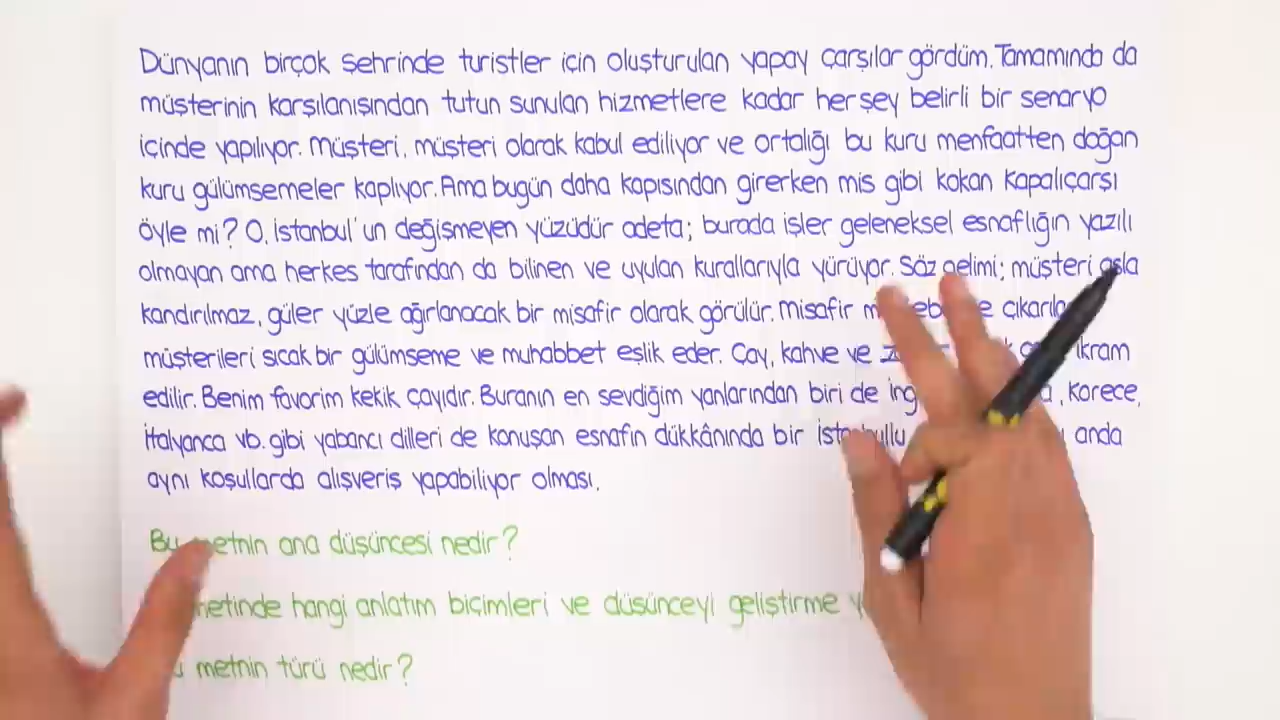 Dünyanın birçok şehrinde turistler için oluşturulan yapay çarşılar gördüm. Tamamında da
müşterinin karşılanışından tutun sunulan hizmetlere kadar her şey belirli bir senaryo
içinde yapılıyor. Müşteri, müşteri olarak kabul ediliyor ve ortalığı bu kuru menfaatten doğan
kuru gülümsemeler kaplıyor. Ama bugün daha kapısından girerken mis gibi kokan Kapalıçarşı
öyle mi? O, İstanbul'un değişmeyen yüzüdür adeta; burada işler geleneksel esnaflığın yazılı
olmayan ama herkes tarafından da bilinen ve uyulan kurallarıyla yürüyor. Söz gelimi; müşteri asla
kandırılmaz, güler yüzle ağırlanacak bir misafir olarak görülür. Misafir
müşterileri sıcak bir gülümseme ve muhabbet eşlik eder. Çay, kahve ve ikram
edilir. Benim favorim kekik çayıdır. Buranın en sevdiğim yanlarından biri de Korece,
İtalyanca vb. gibi yabancı dilleri de konuşan esnafın dükkânında bir İstanbullu anda
aynı koşullarda alışveriş yapabiliyor olması.
Bu metnin ana düşüncesi nedir?
hangi anlatım biçimleri ve düşünceyi geliştirme
metnin türü nedir?